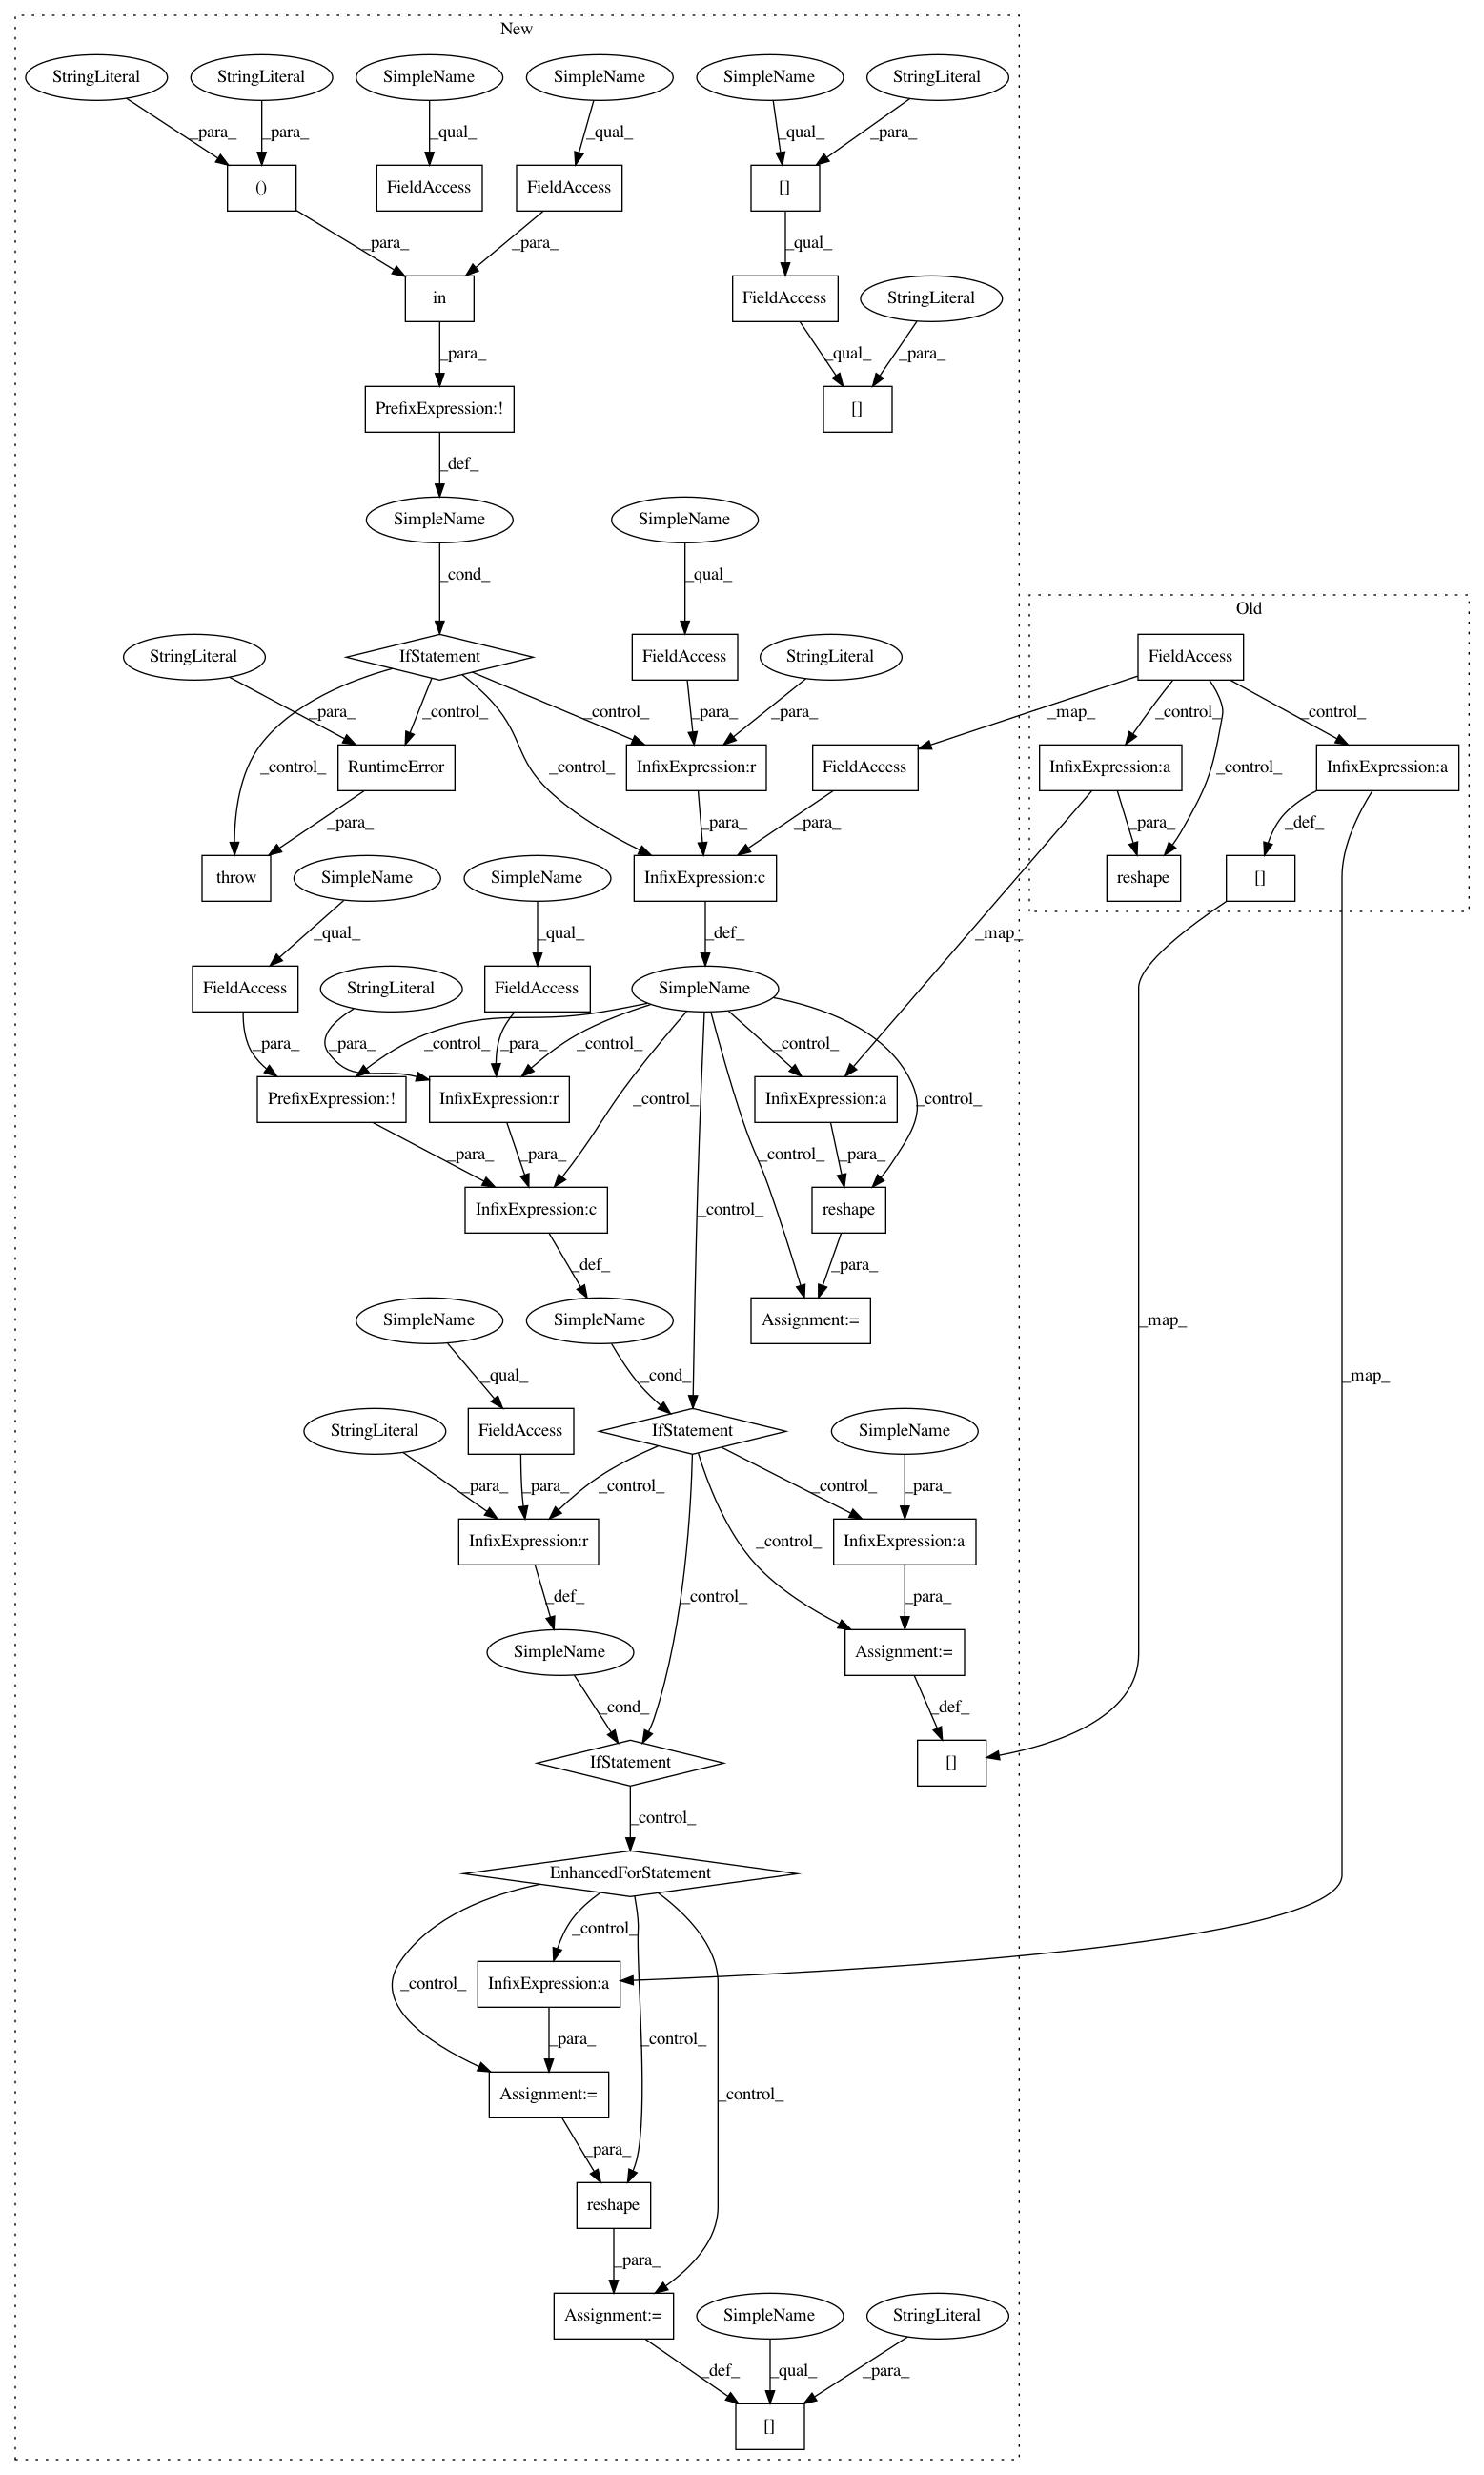 New
StringLiteral StringLiteral SimpleName SimpleName SimpleName StringLiteral
_para_ _para_ _qual_ _qual_ _qual_ _para_
() FieldAccess FieldAccess []
_para_ _para_ _qual_
in FieldAccess StringLiteral
_para_ _qual_ _para_
PrefixExpression:! []
_def_
SimpleName SimpleName
_cond_ _qual_
Old
StringLiteral IfStatement FieldAccess StringLiteral FieldAccess
_para_ _control_ _control_ _para_ _para_ _map_ _control_ _control_
RuntimeError InfixExpression:r FieldAccess InfixExpression:a InfixExpression:a
_control_ _control_ _control_
_para_ _para_ _para_ _para_ _def_
throw SimpleName SimpleName InfixExpression:c reshape []
_qual_ _qual_ _def_ _map_
FieldAccess StringLiteral FieldAccess SimpleName
_para_ _para_ _control_ _para_ _control_ _control_
PrefixExpression:! InfixExpression:r InfixExpression:a
_control_ _control_
_para_ _para_ _control_ _para_
InfixExpression:c _control_ reshape
_def_ _para_
SimpleName SimpleName Assignment:= _map_
_qual_ _cond_ _map_
StringLiteral FieldAccess IfStatement SimpleName
_para_ _para_ _control_ _control_ _para_
InfixExpression:r _control_ InfixExpression:a
_def_ _control_ _para_
SimpleName Assignment:=
_cond_ _def_
IfStatement []
_control_
EnhancedForStatement
_control_
_control_ InfixExpression:a
_para_ _control_
Assignment:= _control_
_para_
reshape
_para_
Assignment:= SimpleName StringLiteral
_def_ _qual_ _para_
[]